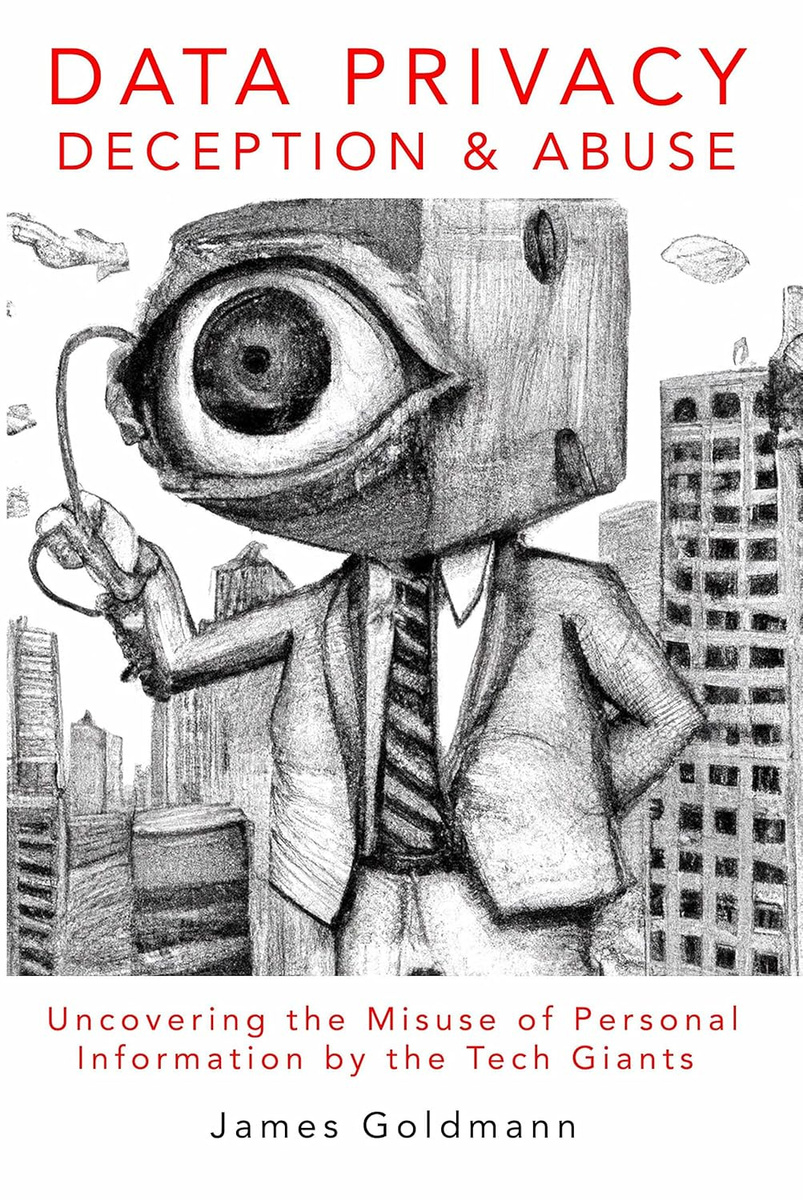 DATA PRIVACY
DECEPTION & ABUSE
Uncovering the Misuse of Personal
Information by the Tech Giants
James Goldmann